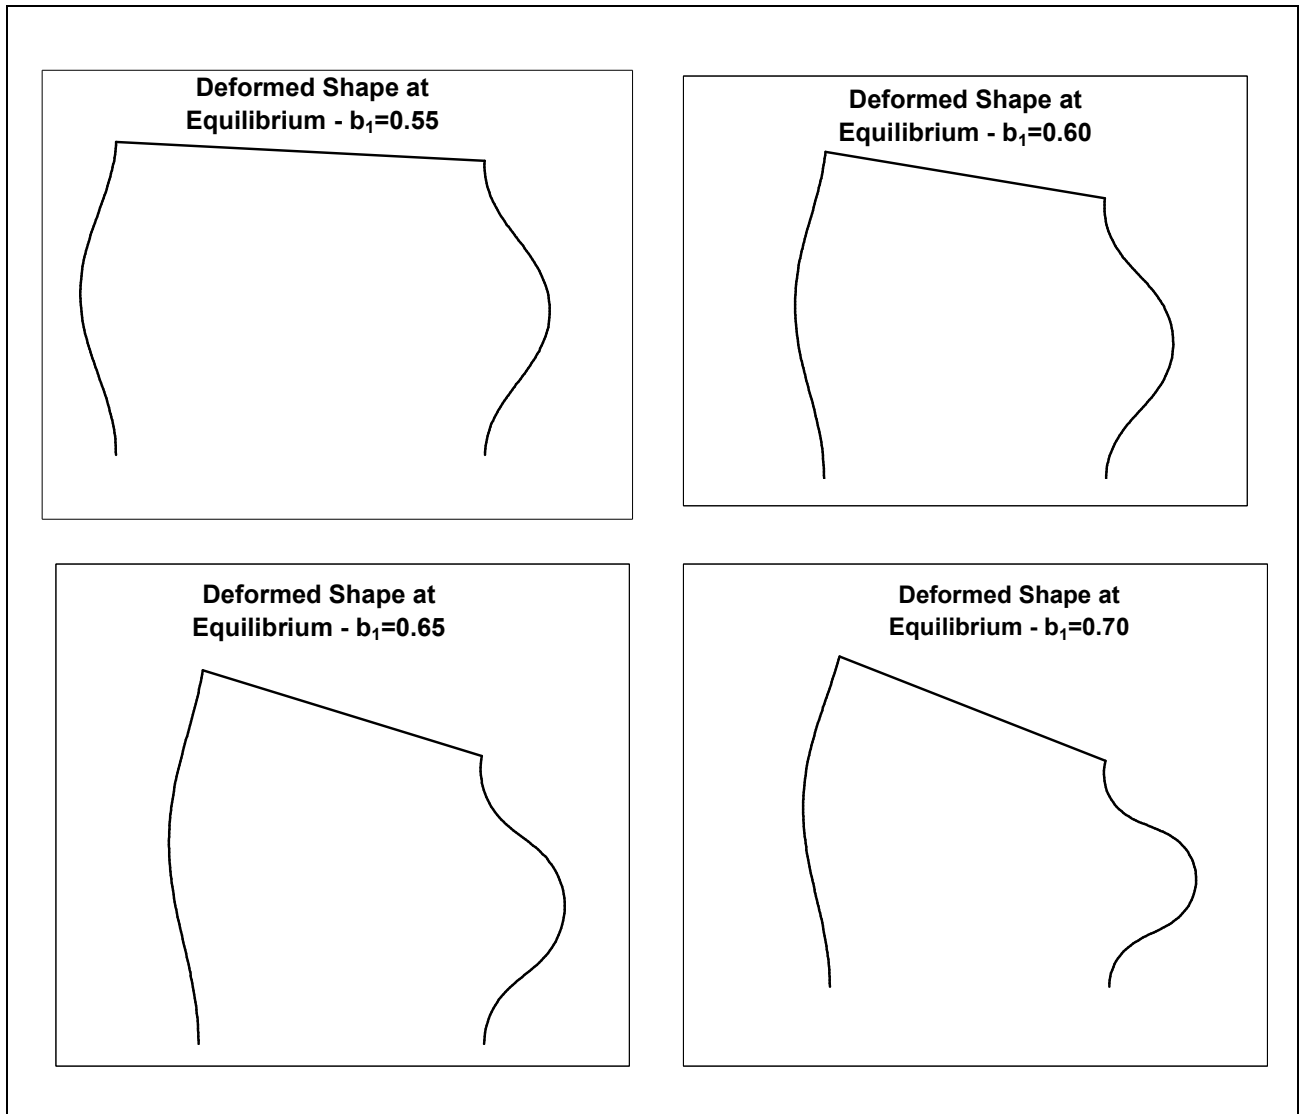 Deformed Shape at
Equilibrium - b₁=0.55
Deformed Shape at
Equilibrium - b₁=0.60
Deformed Shape at
Equilibrium - b₁=0.65
Deformed Shape at
Equilibrium - b₁=0.70